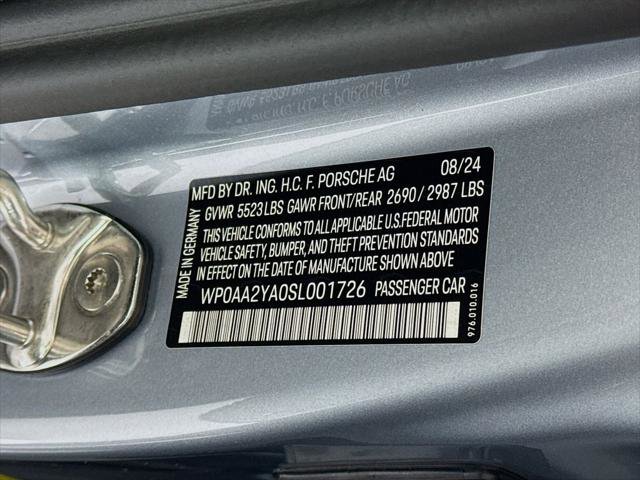 MFD BY DR. ING. H.C. F. PORSCHE AG 08/24
GVWR 5523LBS GAWR FRONT/REAR 2690 / 2987 LBS
THIS VEHICLE CONFORMS TO ALL APPLICABLE U.S.FEDERAL MOTOR
VEHICLE SAFETY, BUMPER, AND THEFT PREVENTION STANDARDS
IN EFFECT ON THE DATE OF MANUFACTURE SHOWN ABOVE
WP0AA2YA0SL001726 PASSENGER CAR
MADE IN GERMANY
976.010.016